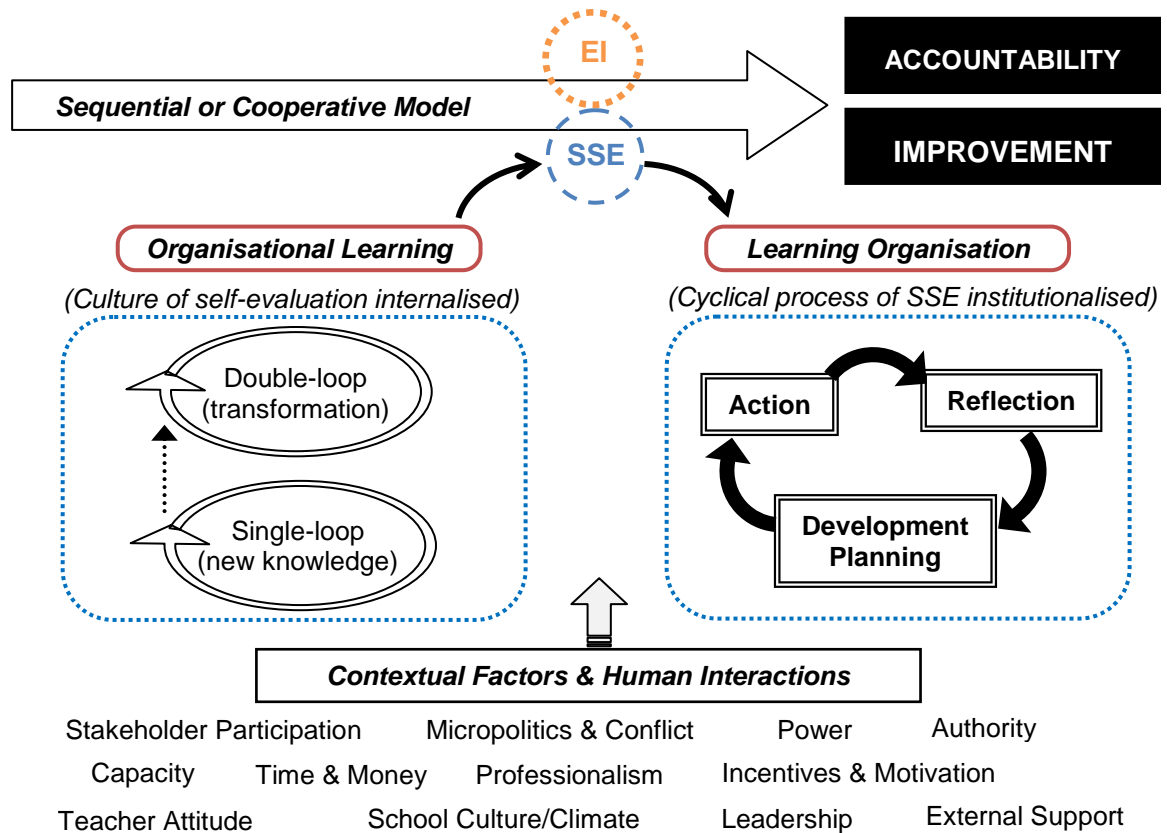 EI
ACCOUNTABILITY
Sequential or Cooperative Model
SSE
IMPROVEMENT
Organisational Learning
Learning Organisation
(Culture of self-evaluation internalised)
(Cyclical process of SSE institutionalised)
Double-loop
(transformation)
Action
Reflection
Single-loop
(new knowledge)
Development
Planning
Contextual Factors & Human Interactions
Stakeholder Participation Micropolitics & Conflict Power Authority
Capacity Time & Money Professionalism Incentives & Motivation
Teacher Attitude School Culture/Climate Leadership External Support